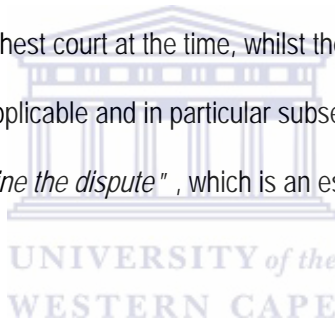 hest court at the time, whilst the
pplicable and in particular subse
ne the dispute", which is an es
UNIVERSITY of the
WESTERN CAPE